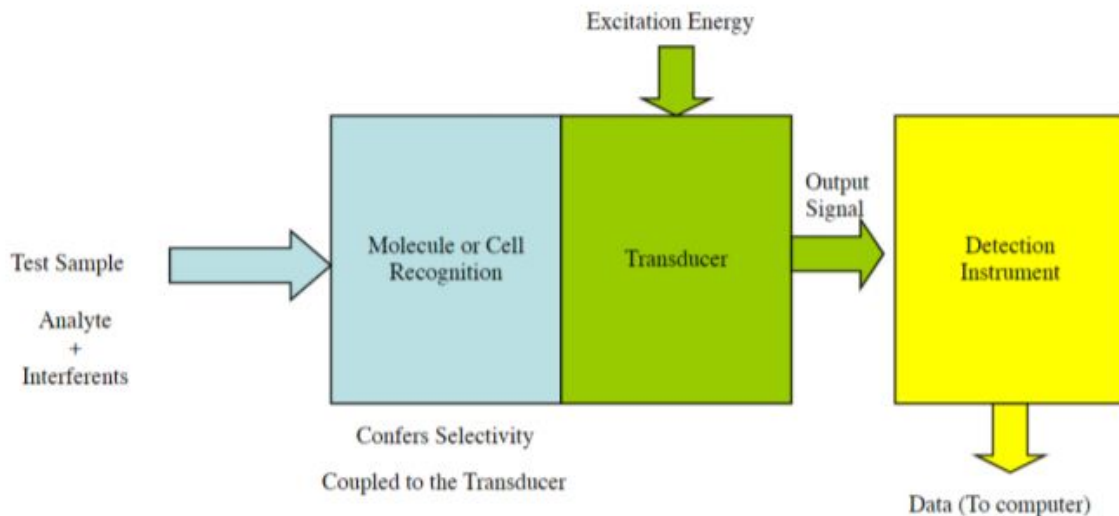 Excitation Energy
Output
Signal
Test Sample
Analyte
+
Interferents
Molecule or Cell
Recognition
Transducer
Detection
Instrument
Confers Selectivity
Coupled to the Transducer
Data (To computer)